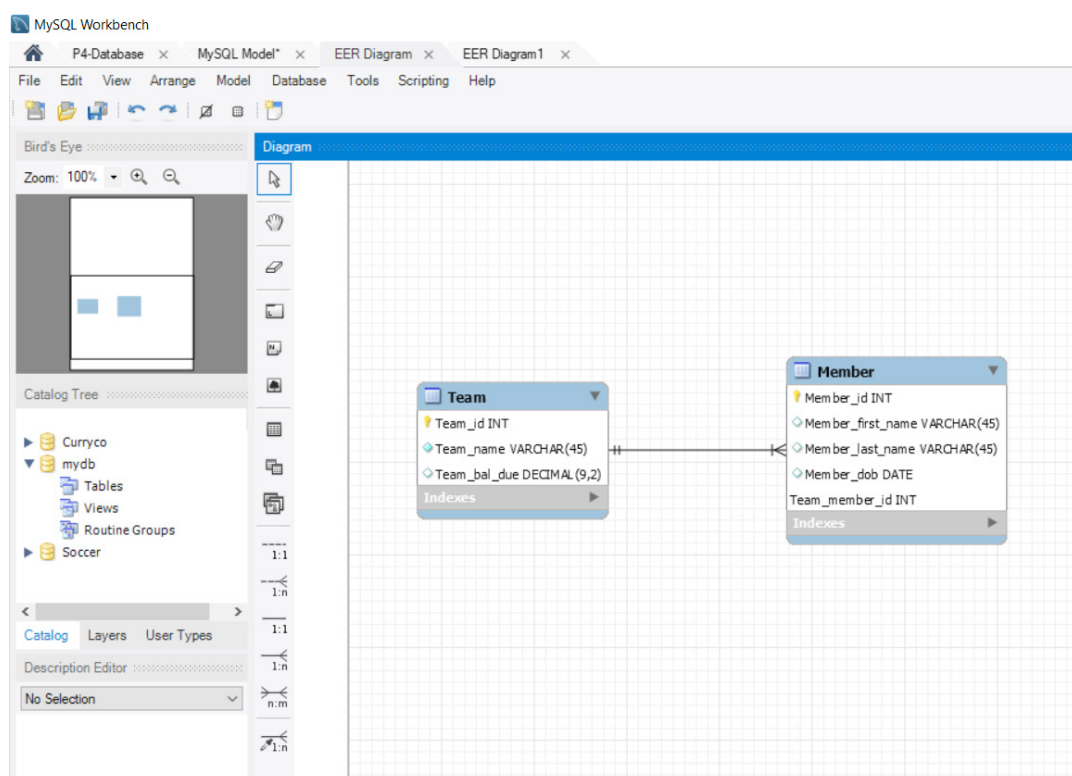 MySQL Workbench
P4-Database × MySQL Model* × EER Diagram × EER Diagram1 ×
File Edit View Arrange Model Database Tools Scripting Help
Bird's Eye
Diagram
Zoom: 100%
Catalog Tree
Curryco
mydb
Tables
Views
Routine Groups
Soccer
Catalog Layers User Types
Description Editor
No Selection
1:1
1:n
1:1
1:n
n:m
1:n
Team
Team_id INT
Team_name VARCHAR(45)
Team_bal_due DECIMAL(9,2)
Indexes
Member
Member_id INT
Member_first_name VARCHAR(45)
Member_last_name VARCHAR(45)
Member_dob DATE
Team_member_id INT
Indexes